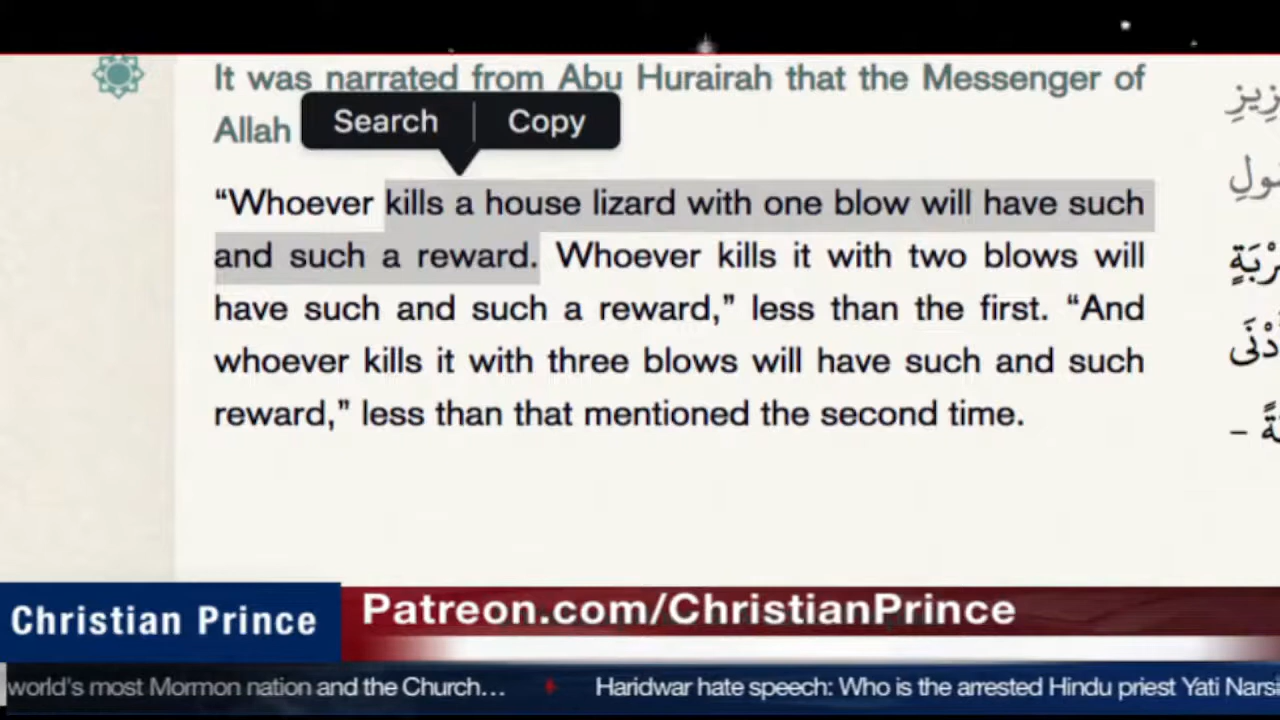 It was narrated from Abu Hurairah that the Messenger of
Allah
Search
Copy
“Whoever kills a house lizard with one blow will have such
and such a reward. Whoever kills it with two blows will
have such and such a reward,” less than the first. “And
whoever kills it with three blows will have such and such
reward,” less than that mentioned the second time.
Christian Prince
Patreon.com/ChristianPrince
world's most Mormon nation and the Church...
Haridwar hate speech: Who is the arrested Hindu priest Yati